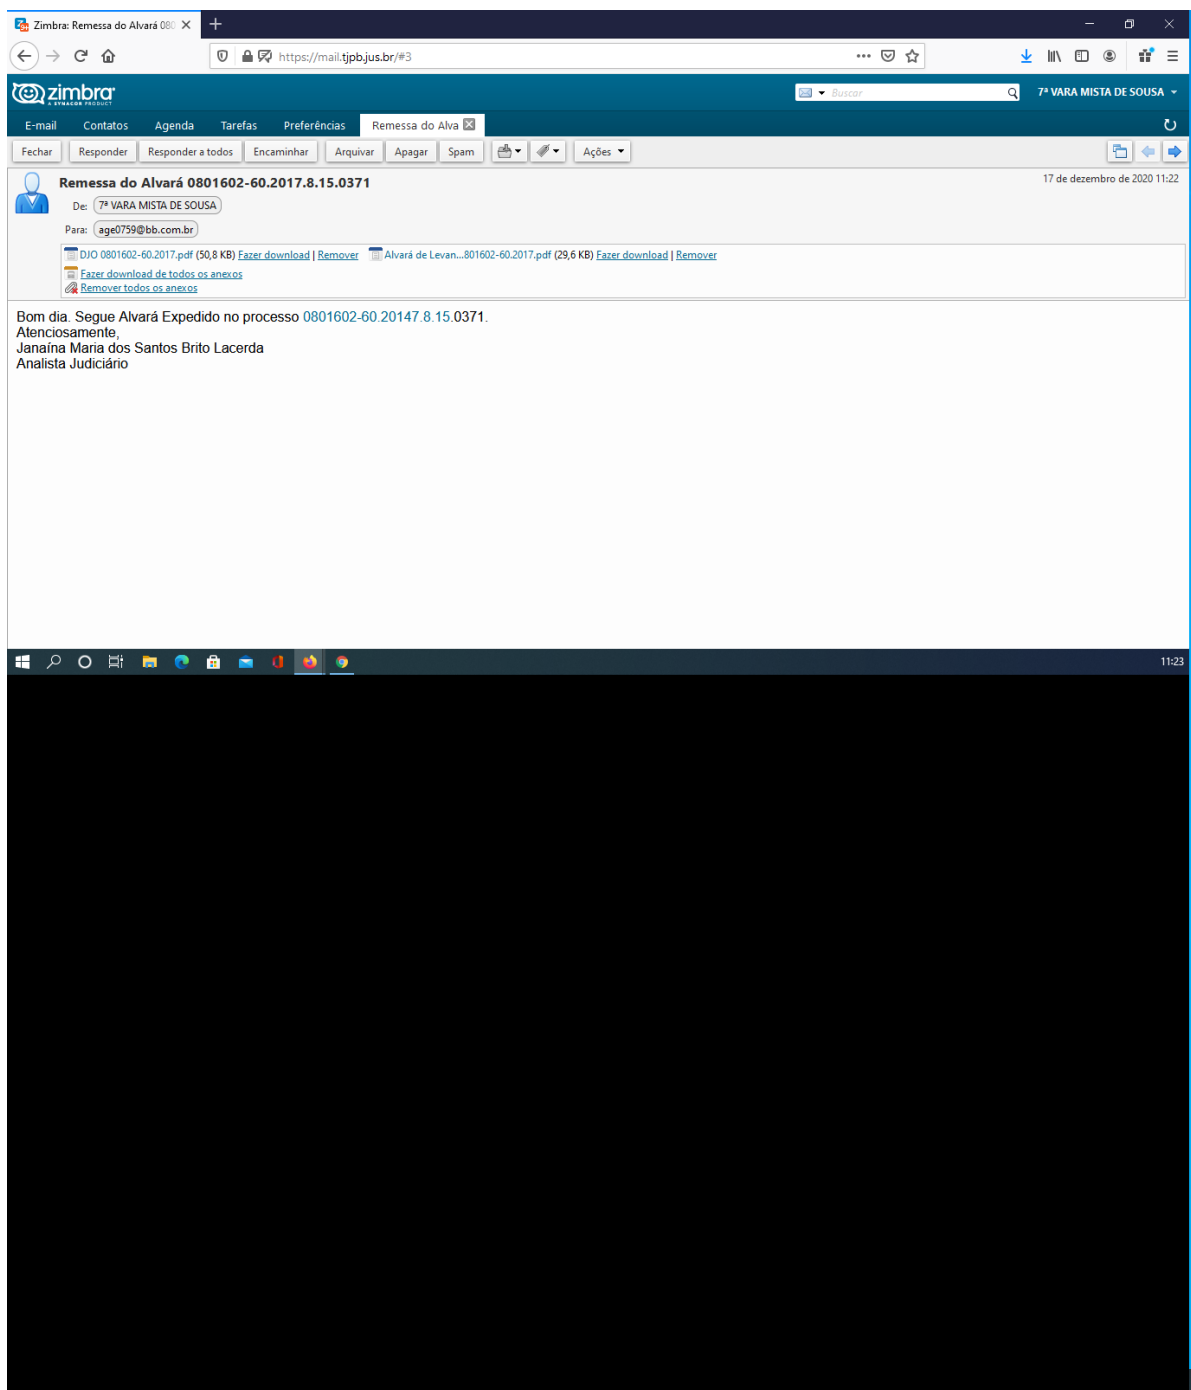 Zimbra: Remessa do Alvará 080
https://mail.tjpb.jus.br/#3
zimbra
A SYNACOR PRODUCT
Buscar
7ª VARA MISTA DE SOUSA
E-mail Contatos Agenda Tarefas Preferências Remessa do Alva
Fechar Responder Responder a todos Encaminhar Arquivar Apagar Spam Ações
Remessa do Alvará 0801602-60.2017.8.15.0371
17 de dezembro de 2020 11:22
De: 7ª VARA MISTA DE SOUSA
Para: age0759@bb.com.br
DJO 0801602-60.2017.pdf (50,8 KB) Fazer download | Remover Alvará de Levan...801602-60.2017.pdf (29,6 KB) Fazer download | Remover
Fazer download de todos os anexos
Remover todos os anexos
Bom dia. Segue Alvará Expedido no processo 0801602-60.20147.8.15.0371.
Atenciosamente,
Janaína Maria dos Santos Brito Lacerda
Analista Judiciário
11:23